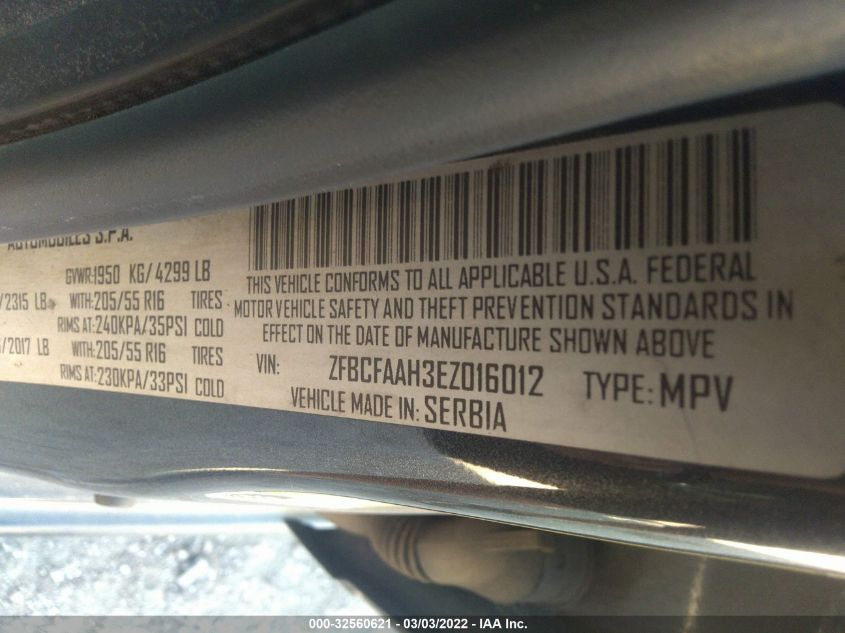 AUTOMOBILES S.P.A.
GVWR:1950 KG/ 4299 LB
/2315 LB WITH:205/55 R16 TIRES
RIMS AT:240KPA/35PSI COLD
/2017 LB WITH:205/55 R16 TIRES
RIMS AT:230KPA/33PSI COLD
THIS VEHICLE CONFORMS TO ALL APPLICABLE U.S.A. FEDERAL
MOTOR VEHICLE SAFETY AND THEFT PREVENTION STANDARDS IN
EFFECT ON THE DATE OF MANUFACTURE SHOWN ABOVE
VIN: ZFBCFAAH3EZ016012 TYPE: MPV
VEHICLE MADE IN: SERBIA
000-32560621 - 03/03/2022 - IAA Inc.